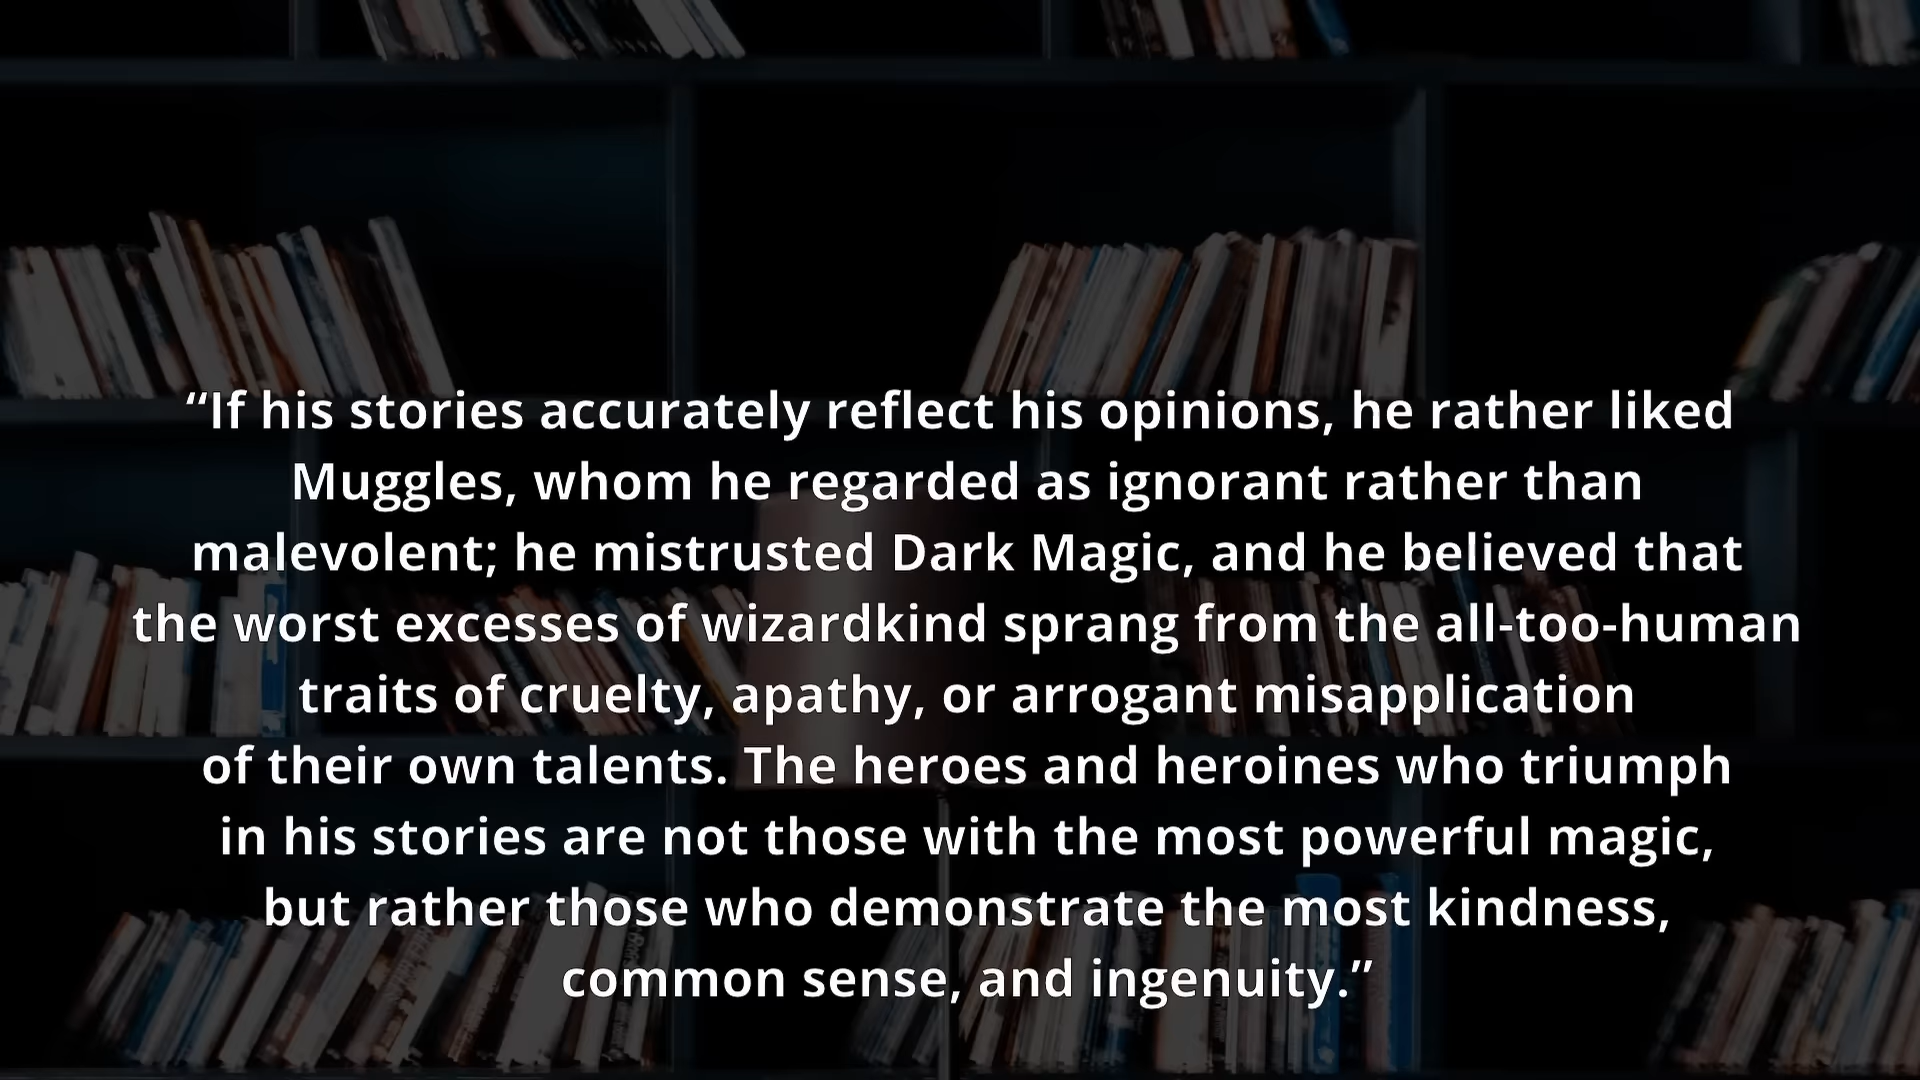 “If his stories accurately reflect his opinions, he rather liked
Muggles, whom he regarded as ignorant rather than
malevolent; he mistrusted Dark Magic, and he believed that
the worst excesses of wizardkind sprang from the all-too-human
traits of cruelty, apathy, or arrogant misapplication
of their own talents. The heroes and heroines who triumph
in his stories are not those with the most powerful magic,
but rather those who demonstrate the most kindness,
common sense, and ingenuity.”